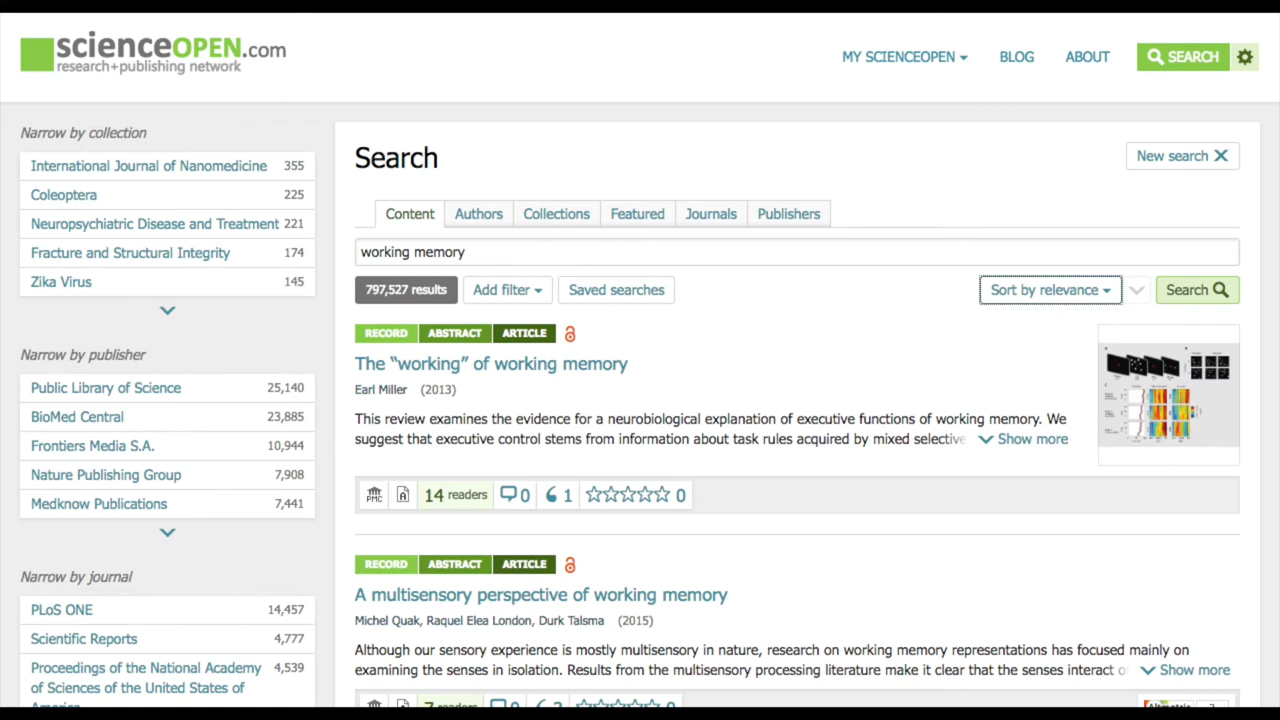 scienceOPEN.com
research+publishing network
MY SCIENCEOPEN
BLOG
ABOUT
SEARCH
Narrow by collection
International Journal of Nanomedicine 355
Coleoptera 225
Neuropsychiatric Disease and Treatment 221
Fracture and Structural Integrity 174
Zika Virus 145
Narrow by publisher
Public Library of Science 25,140
BioMed Central 23,885
Frontiers Media S.A. 10,944
Nature Publishing Group 7,908
Medknow Publications 7,441
Narrow by journal
PLoS ONE 14,457
Scientific Reports 4,777
Proceedings of the National Academy 4,539
of Sciences of the United States of
America
Search
New search
Content Authors Collections Featured Journals Publishers
working memory
797,527 results Add filter Saved searches Sort by relevance Search
RECORD ABSTRACT ARTICLE
The “working” of working memory
Earl Miller (2013)
This review examines the evidence for a neurobiological explanation of executive functions of working memory. We
suggest that executive control stems from information about task rules acquired by mixed selective Show more
PMC A 14 readers 0 1 0
RECORD ABSTRACT ARTICLE
A multisensory perspective of working memory
Michel Quak, Raquel Elea London, Durk Talsma (2015)
Although our sensory experience is mostly multisensory in nature, research on working memory representations has focused mainly on
examining the senses in isolation. Results from the multisensory processing literature make it clear that the senses interact Show more
7 readers 0 2 0
Altmetric 2